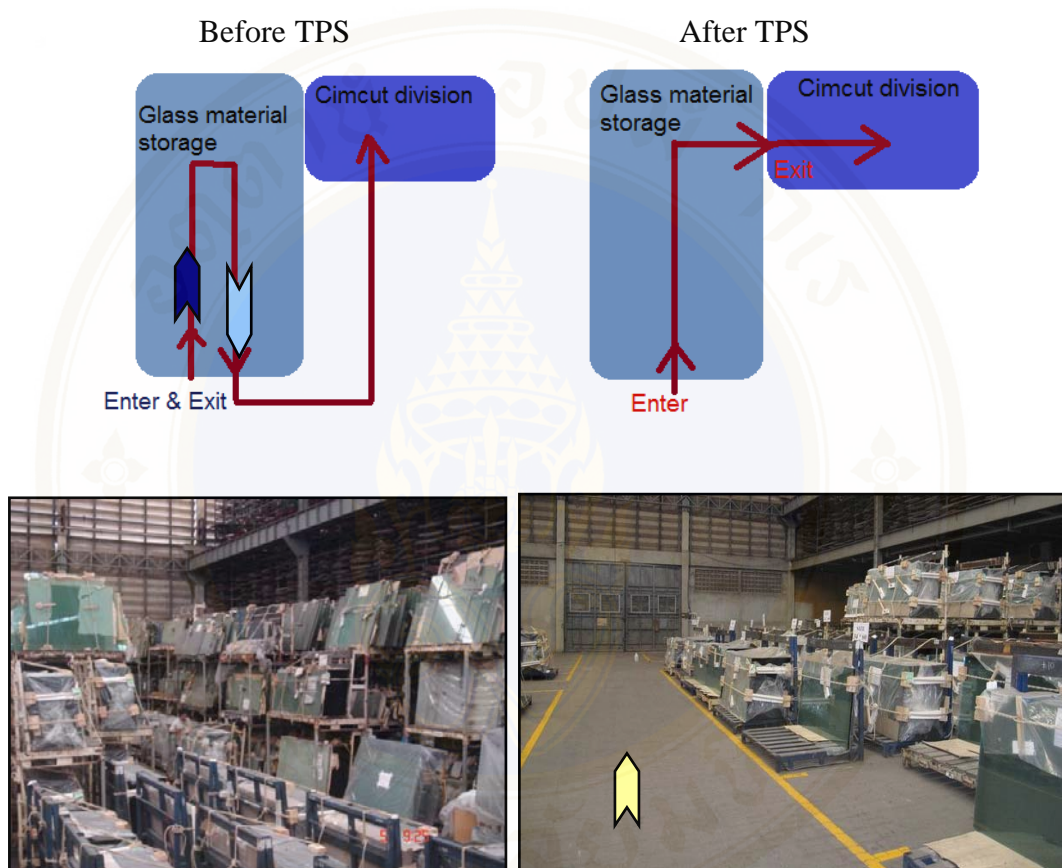 Before TPS
After TPS
Glass material
storage
Cimcut division
Enter & Exit
Glass material
storage
Cimcut division
Exit
Enter